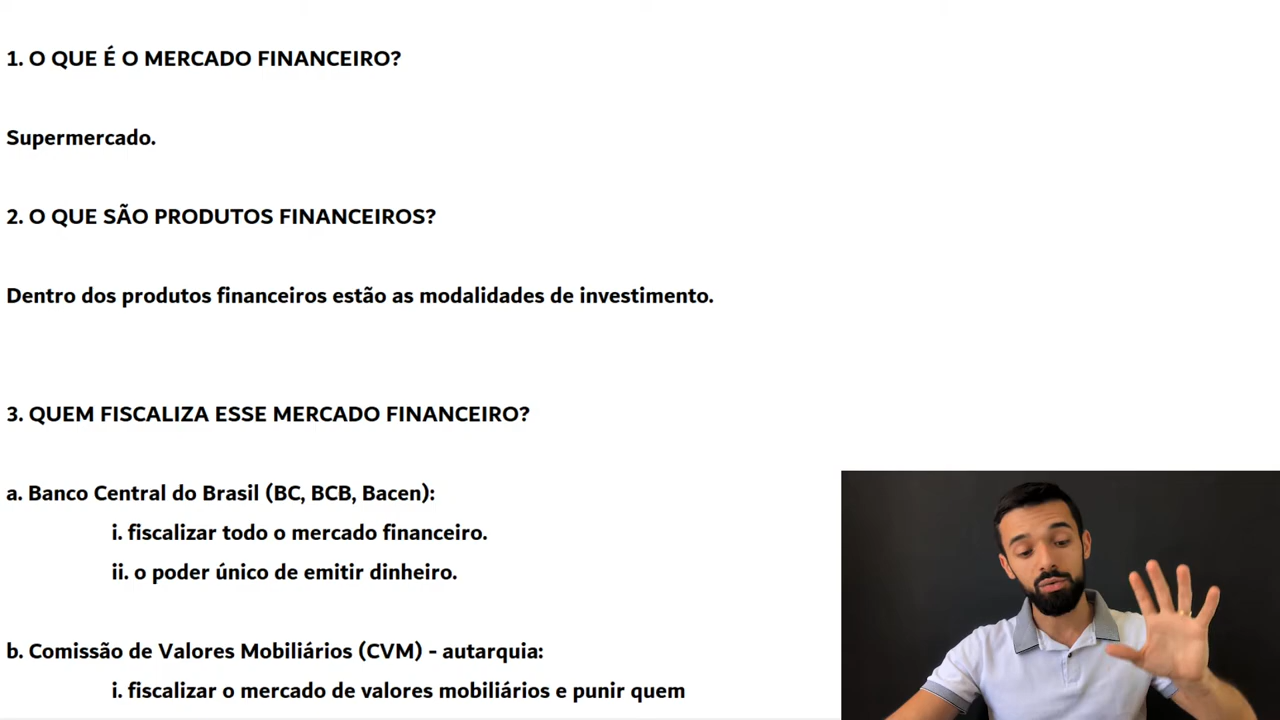 1. O QUE É O MERCADO FINANCEIRO?
Supermercado.
2. O QUE SÃO PRODUTOS FINANCEIROS?
Dentro dos produtos financeiros estão as modalidades de investimento.
3. QUEM FISCALIZA ESSE MERCADO FINANCEIRO?
a. Banco Central do Brasil (BC, BCB, Bacen):
i. fiscalizar todo o mercado financeiro.
ii. o poder único de emitir dinheiro.
b. Comissão de Valores Mobiliários (CVM) - autarquia:
i. fiscalizar o mercado de valores mobiliários e punir quem